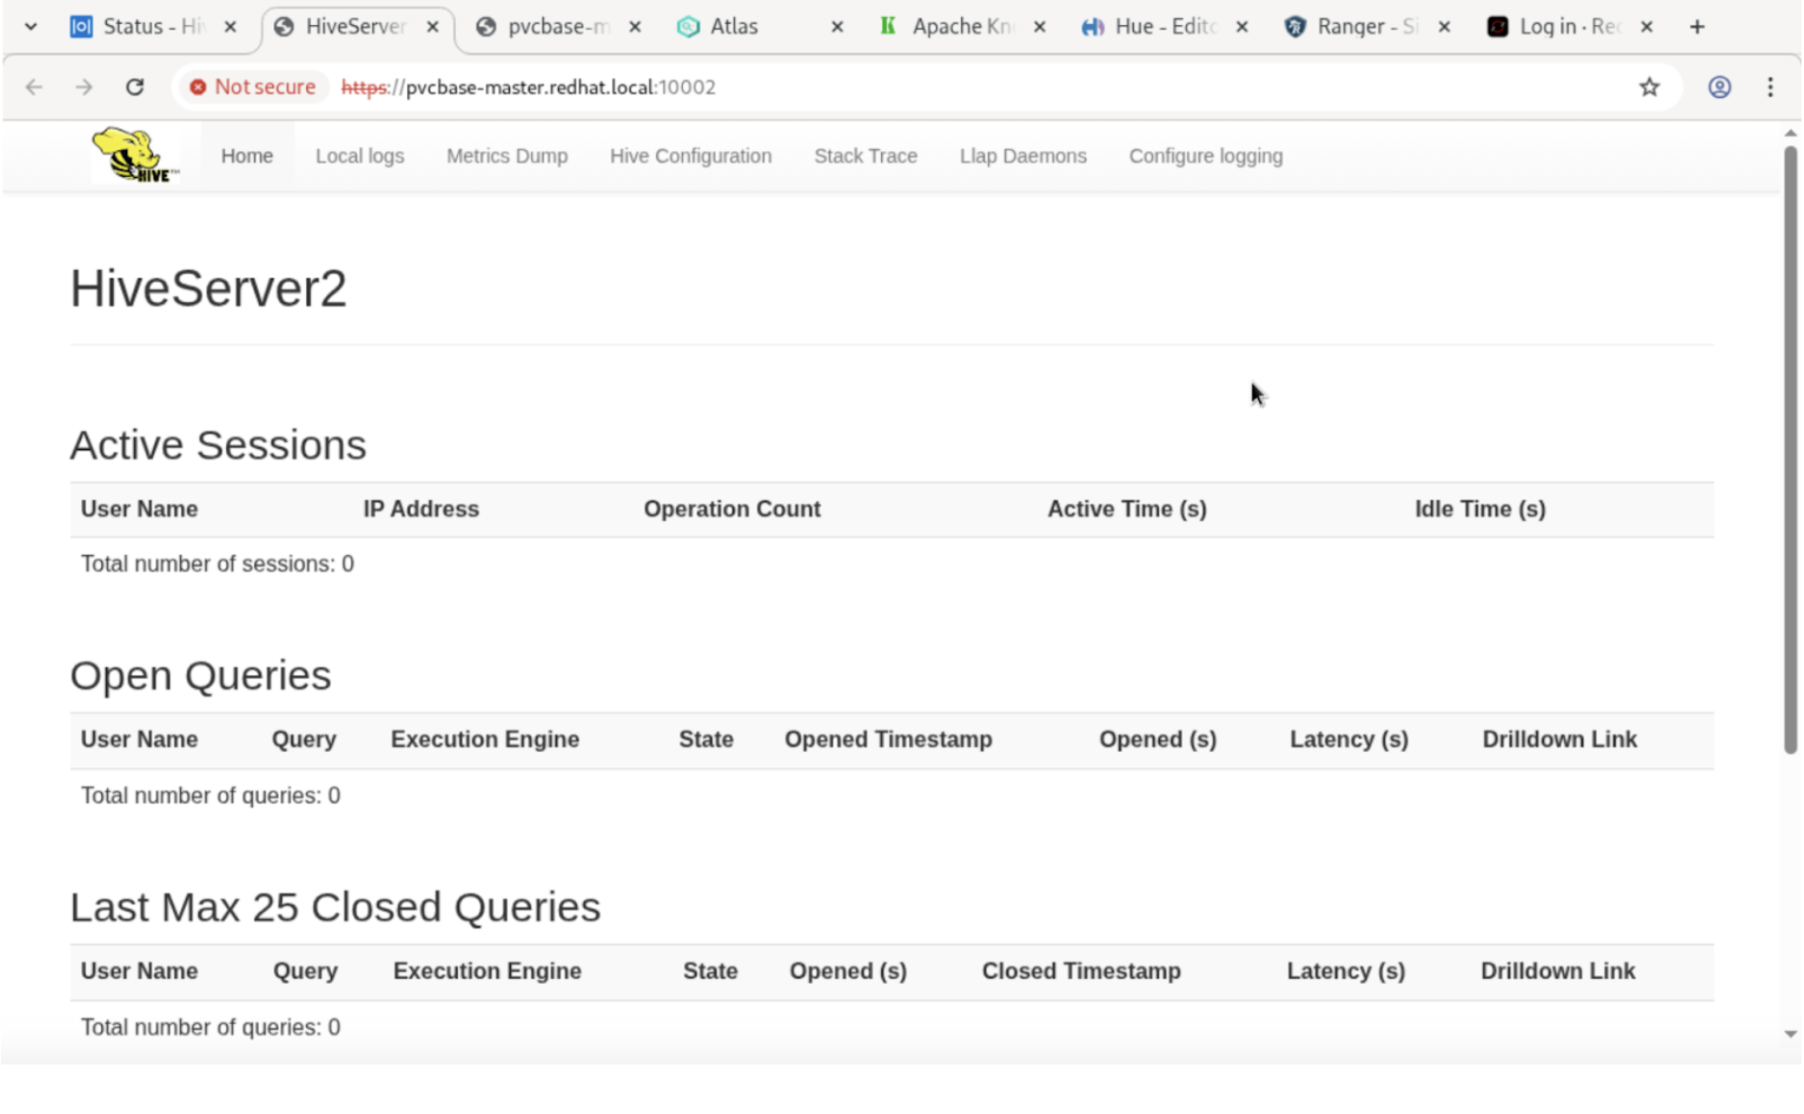 Status - Hiv
HiveServer
pvcbase-m
Atlas
Apache Kn
Hue - Edito
Ranger - Si
Log in · Rec
Not secure
https://pvcbase-master.redhat.local:10002
HIVE
Home Local logs Metrics Dump Hive Configuration Stack Trace Llap Daemons Configure logging
HiveServer2
Active Sessions
User Name IP Address Operation Count Active Time (s) Idle Time (s)
Total number of sessions: 0
Open Queries
User Name Query Execution Engine State Opened Timestamp Opened (s) Latency (s) Drilldown Link
Total number of queries: 0
Last Max 25 Closed Queries
User Name Query Execution Engine State Opened (s) Closed Timestamp Latency (s) Drilldown Link
Total number of queries: 0